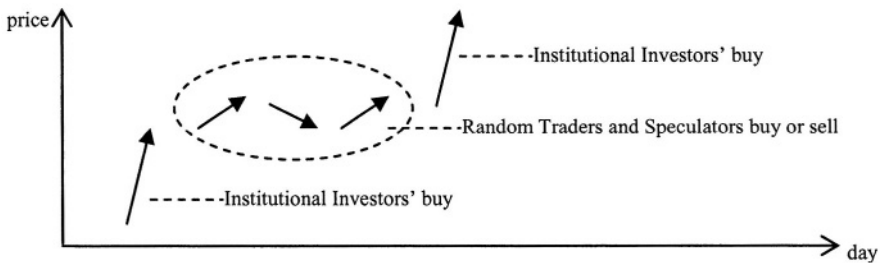 price
Institutional Investors’ buy
Random Traders and Speculators buy or sell
Institutional Investors’ buy
day